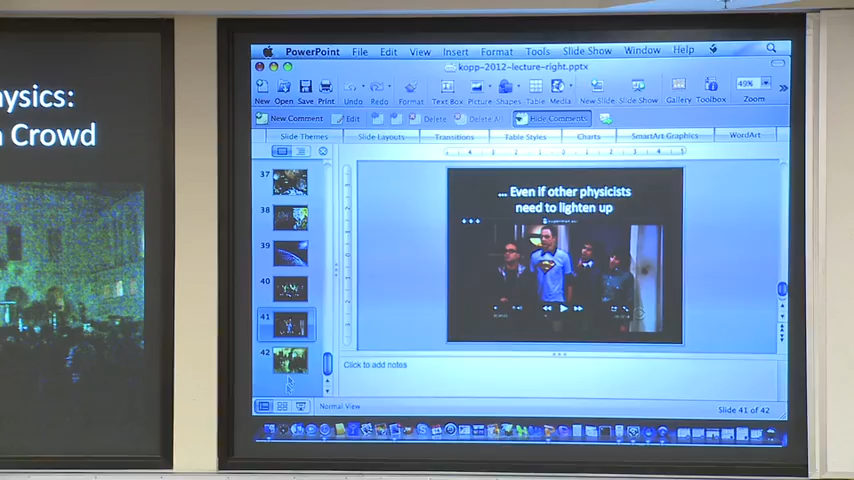 ysics:
n Crowd
PowerPoint File Edit View Insert Format Tools Slide Show Window Help
kopp-2012-lecture-right.pptx
49%
New Open Save Print Undo Redo Format Text Box Picture Shapes Table Media New Slide Slide Show Gallery Toolbox Zoom
New Comment Edit Delete Delete All Hide Comments
Slide Themes Slide Layouts Transitions Table Styles Charts SmartArt Graphics WordArt
37
38
39
40
41
42
... Even if other physicists
need to lighten up
Click to add notes
Normal View
Slide 41 of 42